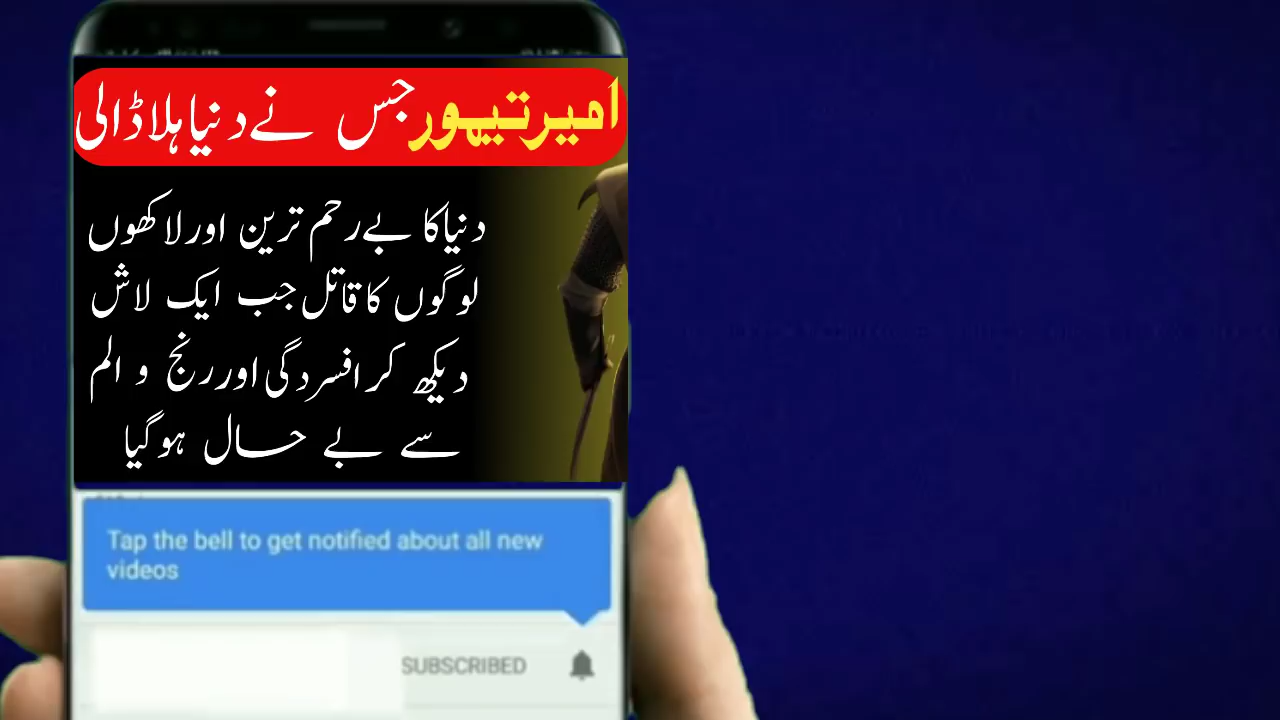 امیر تیمور جس نے دنیا ہلا ڈالی
دنیا کا بے رحم ترین اور لاکھوں
لوگوں کا قاتل جب ایک لاش
دیکھ کر افسردگی اور رنج و الم
سے بے حال ہوگیا
Tap the bell to get notified about all new
videos
SUBSCRIBED